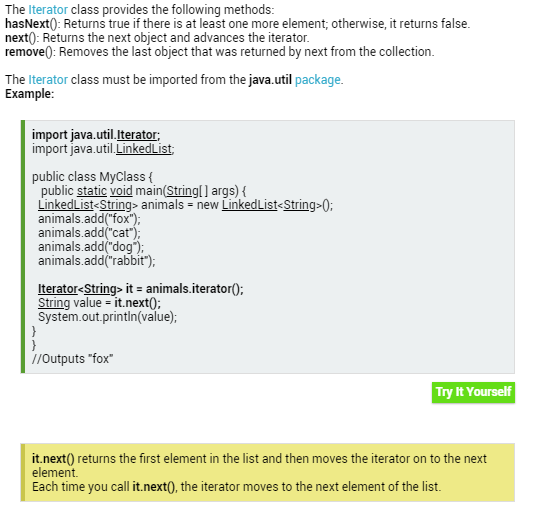 The Iterator class provides the following methods:
hasNext(): Returns true if there is at least one more element; otherwise, it returns false.
next(): Returns the next object and advances the iterator.
remove(): Removes the last object that was returned by next from the collection.
The Iterator class must be imported from the java.util package.
Example:
import java.util.Iterator;
import java.util.LinkedList;
public class MyClass {
public static void main(String[ ] args) {
LinkedList<String> animals = new LinkedList<String>();
animals.add("fox");
animals.add("cat");
animals.add("dog");
animals.add("rabbit");
Iterator<String> it = animals.iterator();
String value = it.next();
System.out.println(value);
}
}
//Outputs "fox"
Try It Yourself
it.next() returns the first element in the list and then moves the iterator on to the next
element.
Each time you call it.next(), the iterator moves to the next element of the list.